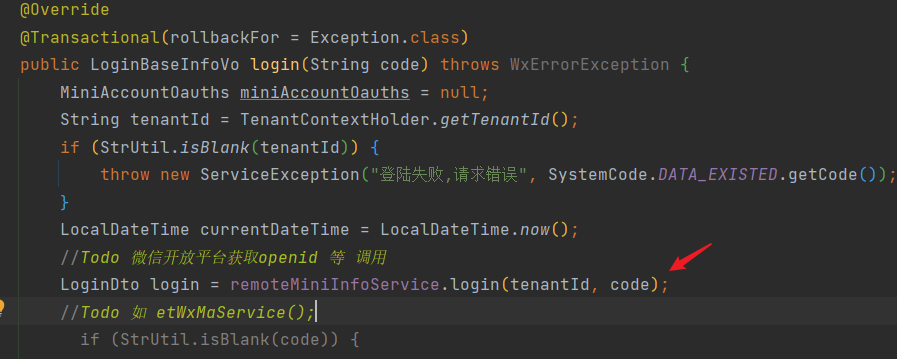 @Override
@Transactional(rollbackFor = Exception.class)
public LoginBaseInfoVo login(String code) throws WxErrorException {
MiniAccountOauths miniAccountOauths = null;
String tenantId = TenantContextHolder.getTenantId();
if (StrUtil.isBlank(tenantId)) {
throw new ServiceException("登陆失败,请求错误", SystemCode.DATA_EXISTED.getCode());
}
LocalDateTime currentDateTime = LocalDateTime.now();
//Todo 微信开放平台获取openid 等 调用
LoginDto login = remoteMiniInfoService.login(tenantId, code);
//Todo 如 etWxMaService();
if (StrUtil.isBlank(code)) {